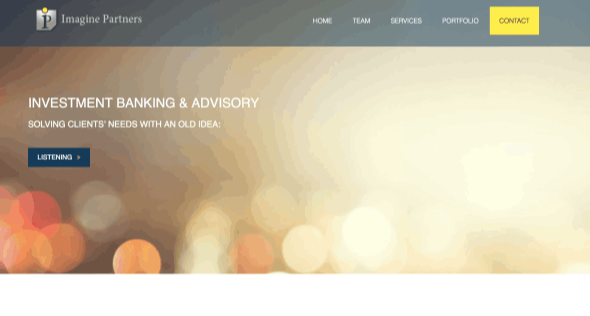 Imagine Partners
HOME TEAM SERVICES PORTFOLIO CONTACT
INVESTMENT BANKING & ADVISORY
SOLVING CLIENTS' NEEDS WITH AN OLD IDEA:
LISTENING >